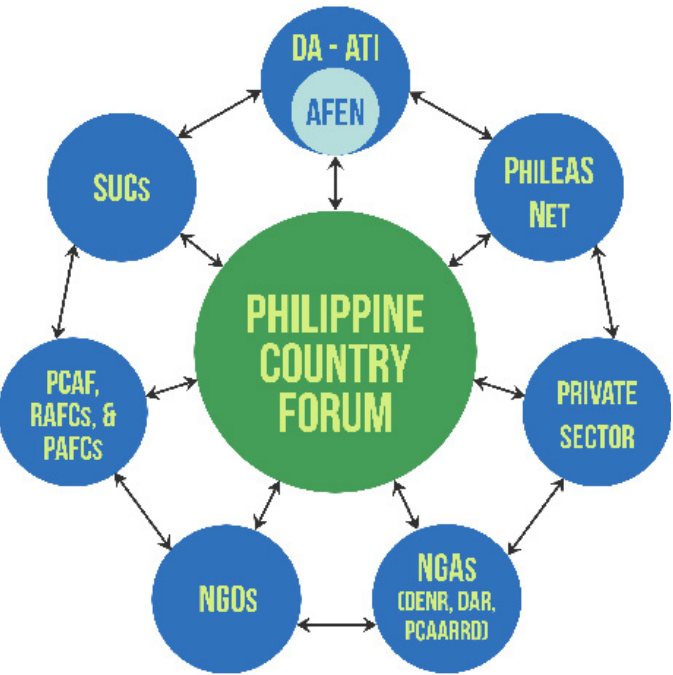 DA - ATI
AFEN
SUCs
PHILEAS
NET
PHILIPPINE
COUNTRY
FORUM
PCAF,
RAFCs, &
PAFCs
PRIVATE
SECTOR
NGOs
NGAs
(DENR, DAR,
PCAARRD)